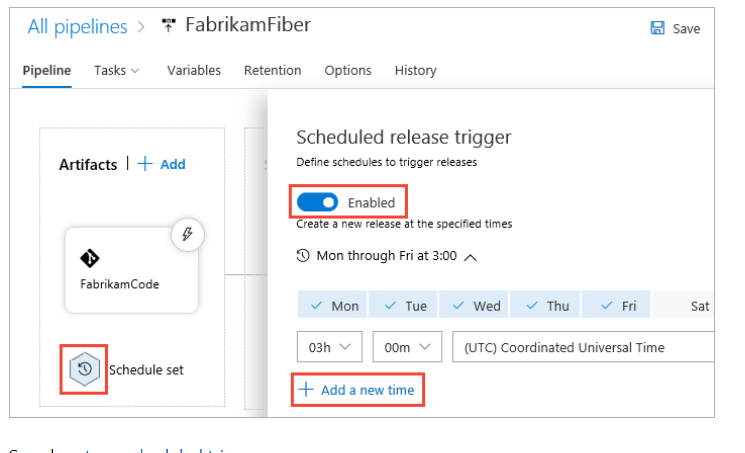 All pipelines > FabrikamFiber
Save
Pipeline Tasks Variables Retention Options History
Scheduled release trigger
Define schedules to trigger releases
Artifacts | + Add
Enabled
Create a new release at the specified times
Mon through Fri at 3:00
FabrikamCode
Mon Tue Wed Thu Fri Sat
03h 00m (UTC) Coordinated Universal Time
Schedule set
+ Add a new time